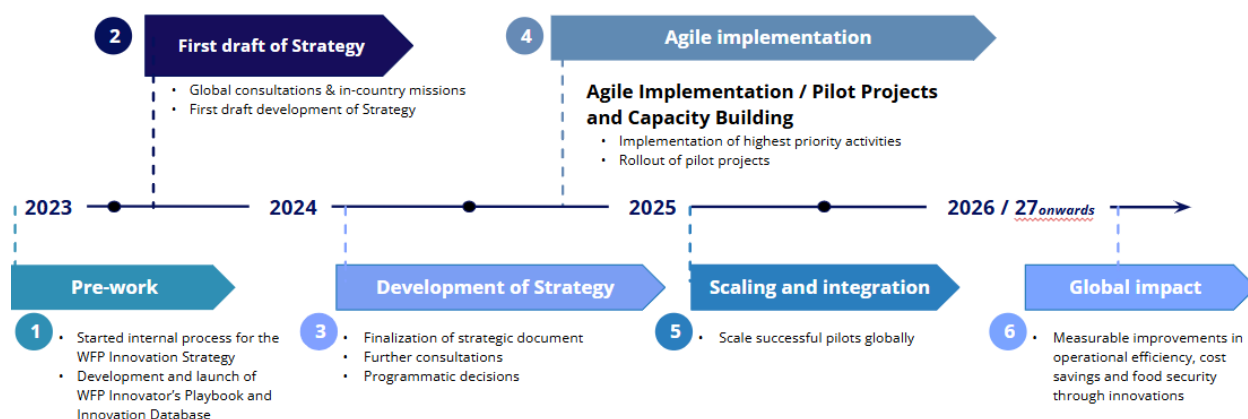 2
First draft of Strategy
• Global consultations & in-country missions
• First draft development of Strategy
4
Agile implementation
Agile Implementation / Pilot Projects
and Capacity Building
• Implementation of highest priority activities
• Rollout of pilot projects
2023
2024
2025
2026 / 27 onwards
Pre-work
1
• Started internal process for the
WFP Innovation Strategy
• Development and launch of
WFP Innovator's Playbook and
Innovation Database
Development of Strategy
3
• Finalization of strategic document
• Further consultations
• Programmatic decisions
Scaling and integration
5
• Scale successful pilots globally
Global impact
6
• Measurable improvements in
operational efficiency, cost
savings and food security
through innovations